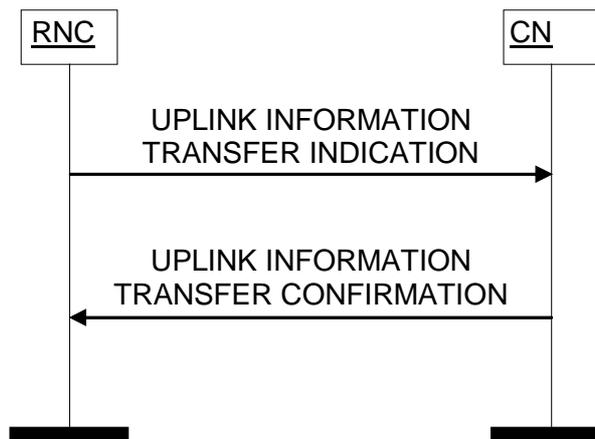 RNC
CN
UPLINK INFORMATION
TRANSFER INDICATION
UPLINK INFORMATION
TRANSFER CONFIRMATION